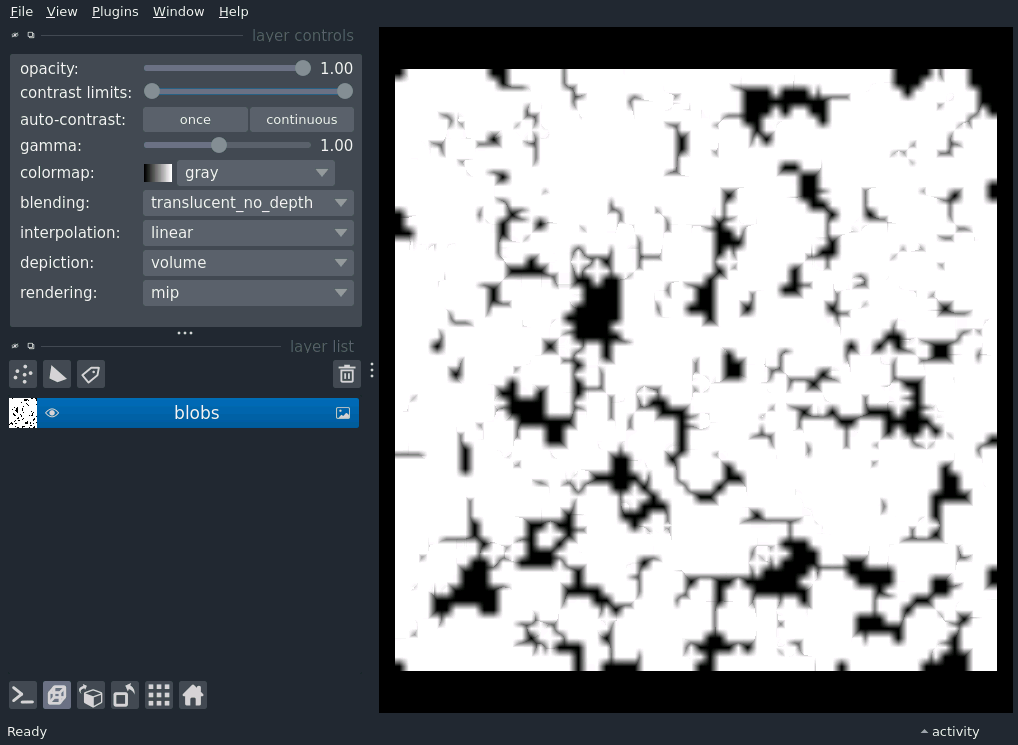 File View Plugins Window Help
layer controls
opacity: 1.00
contrast limits:
auto-contrast: once continuous
gamma: 1.00
colormap: gray
blending: translucent_no_depth
interpolation: linear
depiction: volume
rendering: mip
layer list
blobs
Ready activity